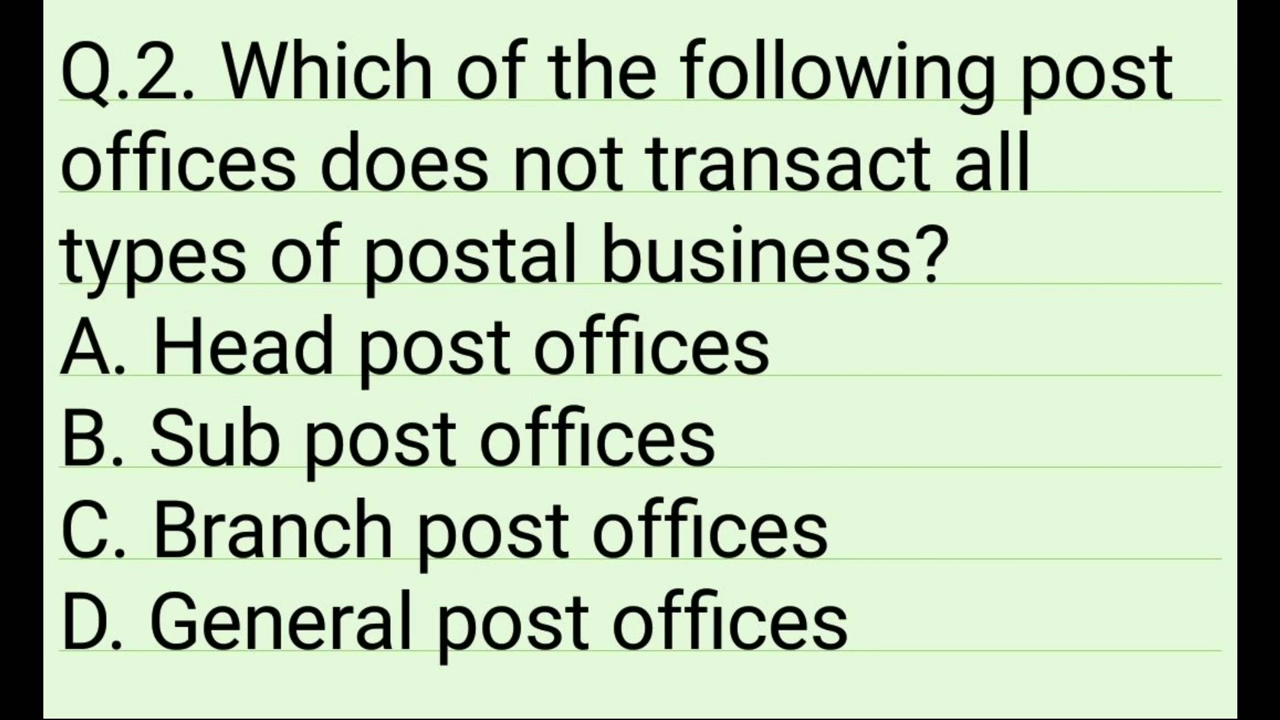 Q.2. Which of the following post
offices does not transact all
types of postal business?
A. Head post offices
B. Sub post offices
C. Branch post offices
D. General post offices